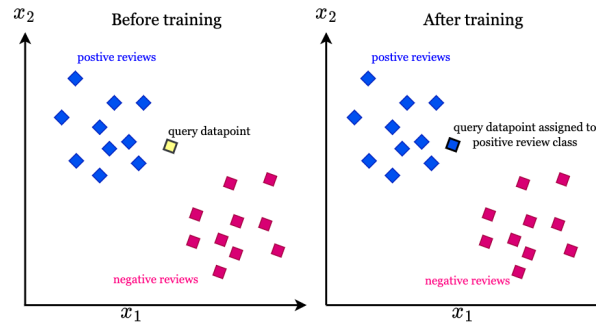 Before training
x2
postive reviews
query datapoint
negative reviews
x1
After training
x2
postive reviews
query datapoint assigned to
positive review class
negative reviews
x1